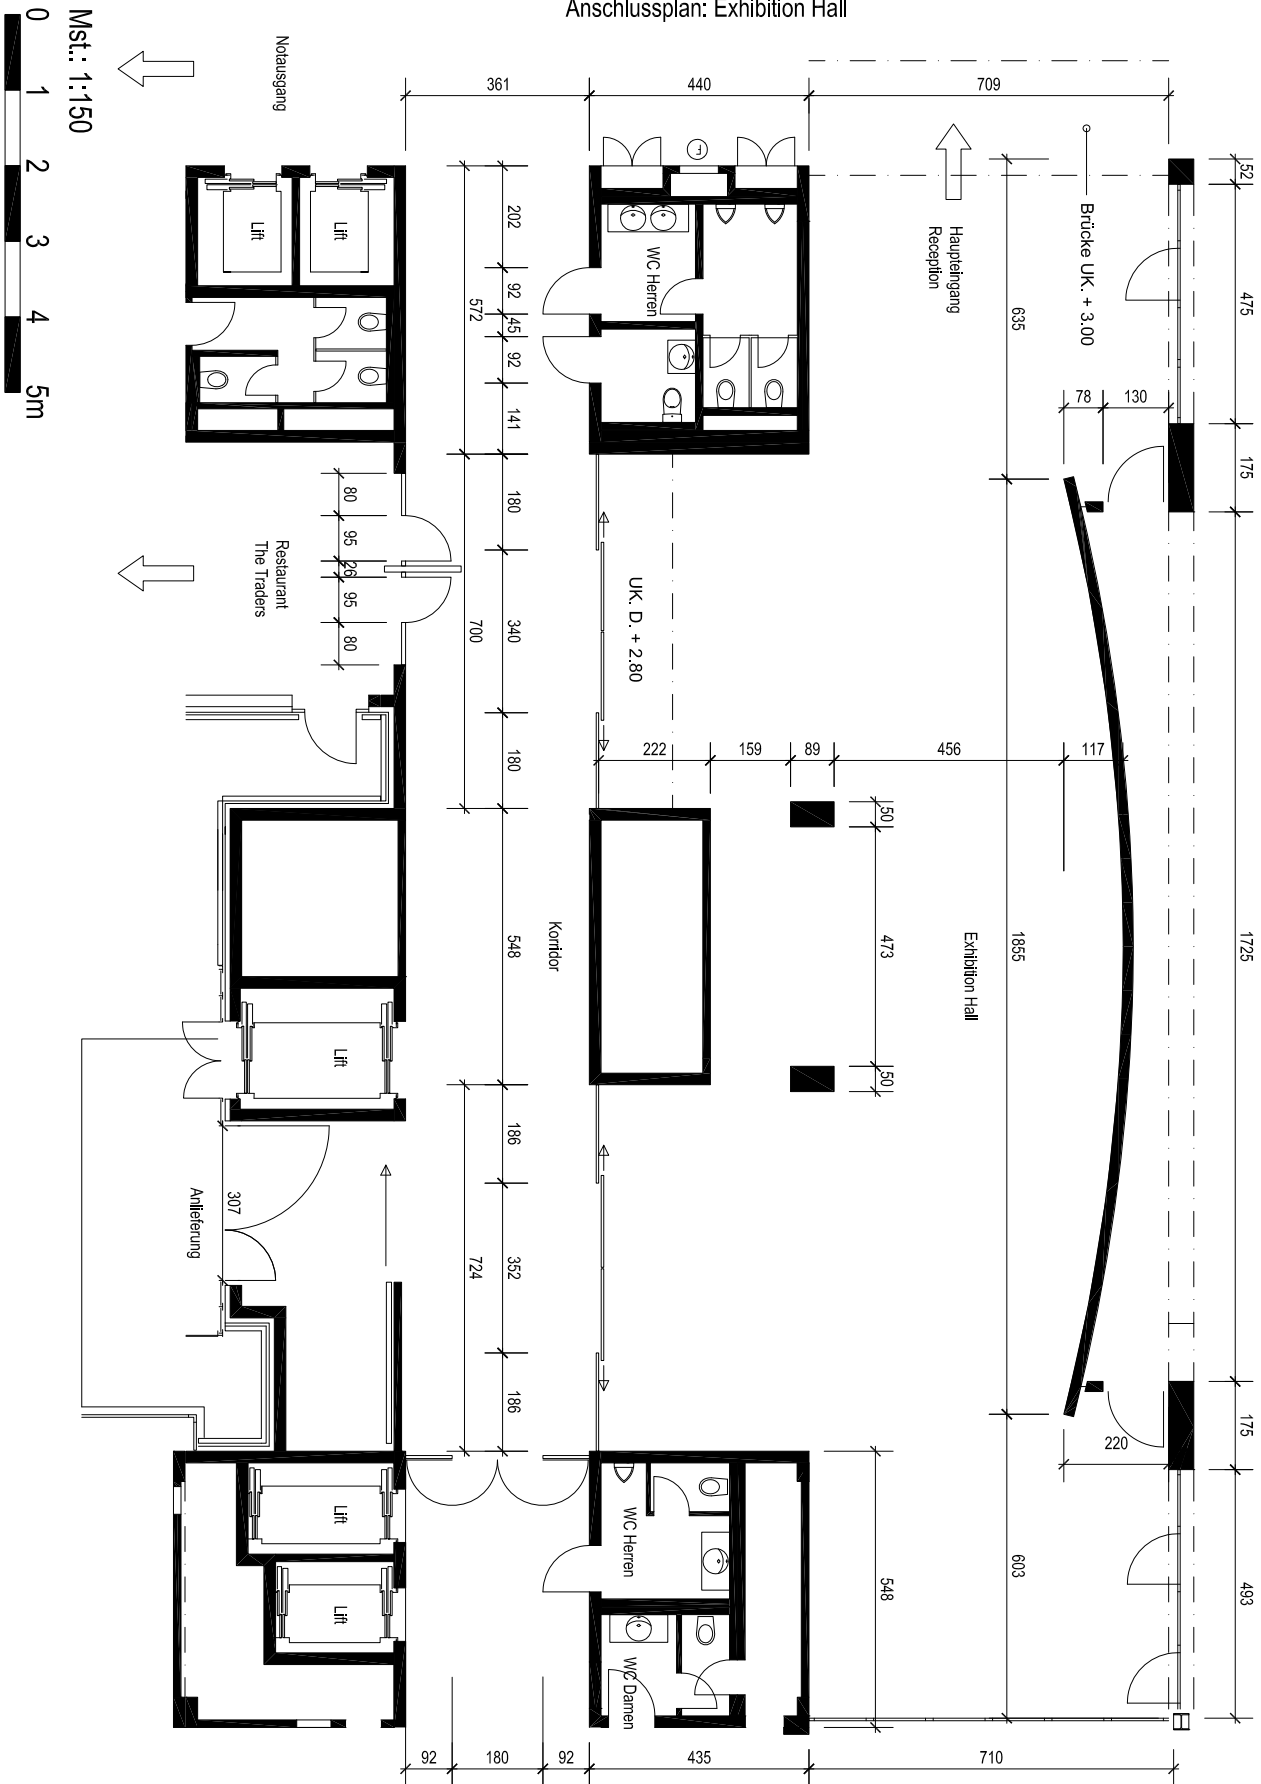 Anschlussplan: Exhibition Hall
Mst.: 1:150
0 1 2 3 4 5m
Notausgang
361
440
709
52
475
175
1725
175
493
Brücke UK. + 3.00
Haupteingang
Reception
635
1855
603
78
130
F
202
92
45
92
141
572
180
340
180
700
548
186
352
186
724
Lift
Lift
WC Herren
80
95
26
95
80
Restaurant
The Traders
UK. D. + 2.80
222
159
89
456
117
50
473
50
Exhibition Hall
Korridor
Lift
307
Anlieferung
220
548
Lift
Lift
WC Herren
WC Damen
92
180
92
435
710